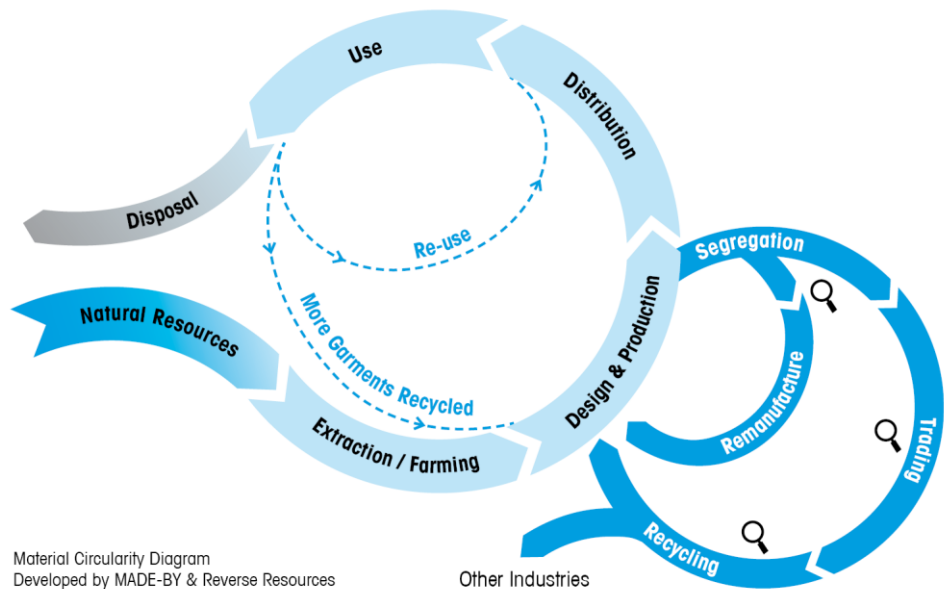 Use
Distribution
Disposal
Re-use
Segregation
Natural Resources
More Garments Recycled
Design & Production
Remanufacture
Trading
Extraction / Farming
Recycling
Material Circularity Diagram
Developed by MADE-BY & Reverse Resources
Other Industries